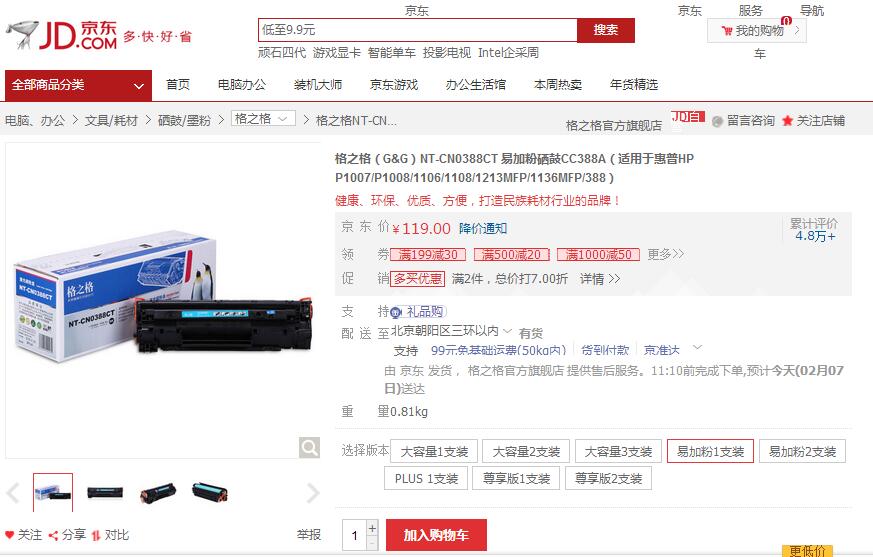 京东
京东 服务 导航
JD.COM 京东 多·快·好·省
低至9.9元 搜索
我的购物车 0
顽石四代 游戏显卡 智能单车 投影电视 Intel企采周
全部商品分类 首页 电脑办公 装机大师 京东游戏 办公生活馆 本周热卖 年货精选
电脑、办公 > 文具/耗材 > 硒鼓/墨粉 > 格之格 > 格之格NT-CN...
格之格官方旗舰店 JD自 留言咨询 关注店铺
格之格（G&G）NT-CN0388CT 易加粉硒鼓CC388A（适用于惠普HP
P1007/P1008/1106/1108/1213MFP/1136MFP/388）
健康、环保、优质、方便，打造民族耗材行业的品牌！
京东价 ¥119.00 降价通知
累计评价
4.8万+
领券 满199减30 满500减20 满1000减50 更多>>
促销 多买优惠 满2件，总价打7.00折 详情 >>
支持 礼品购
配送至 北京朝阳区三环以内 有货
支持 99元免基础运费(50kg内) 货到付款 京准达
由 京东 发货， 格之格官方旗舰店 提供售后服务。11:10前完成下单,预计今天(02月07
日)送达
重量 0.81kg
选择版本 大容量1支装 大容量2支装 大容量3支装 易加粉1支装 易加粉2支装
PLUS 1支装 尊享版1支装 尊享版2支装
格之格
NT-CN0388CT
格之格
NT-CN0388CT
关注 分享 对比 举报
1 + - 加入购物车
更低价